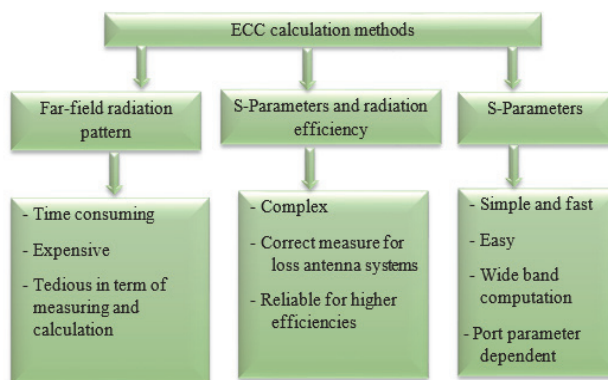 ECC calculation methods
Far-field radiation
pattern
S-Parameters and radiation
efficiency
S-Parameters
- Time consuming
- Expensive
- Tedious in term of
measuring and
calculation
- Complex
- Correct measure for
loss antenna systems
- Reliable for higher
efficiencies
- Simple and fast
- Easy
- Wide band
computation
- Port parameter
dependent